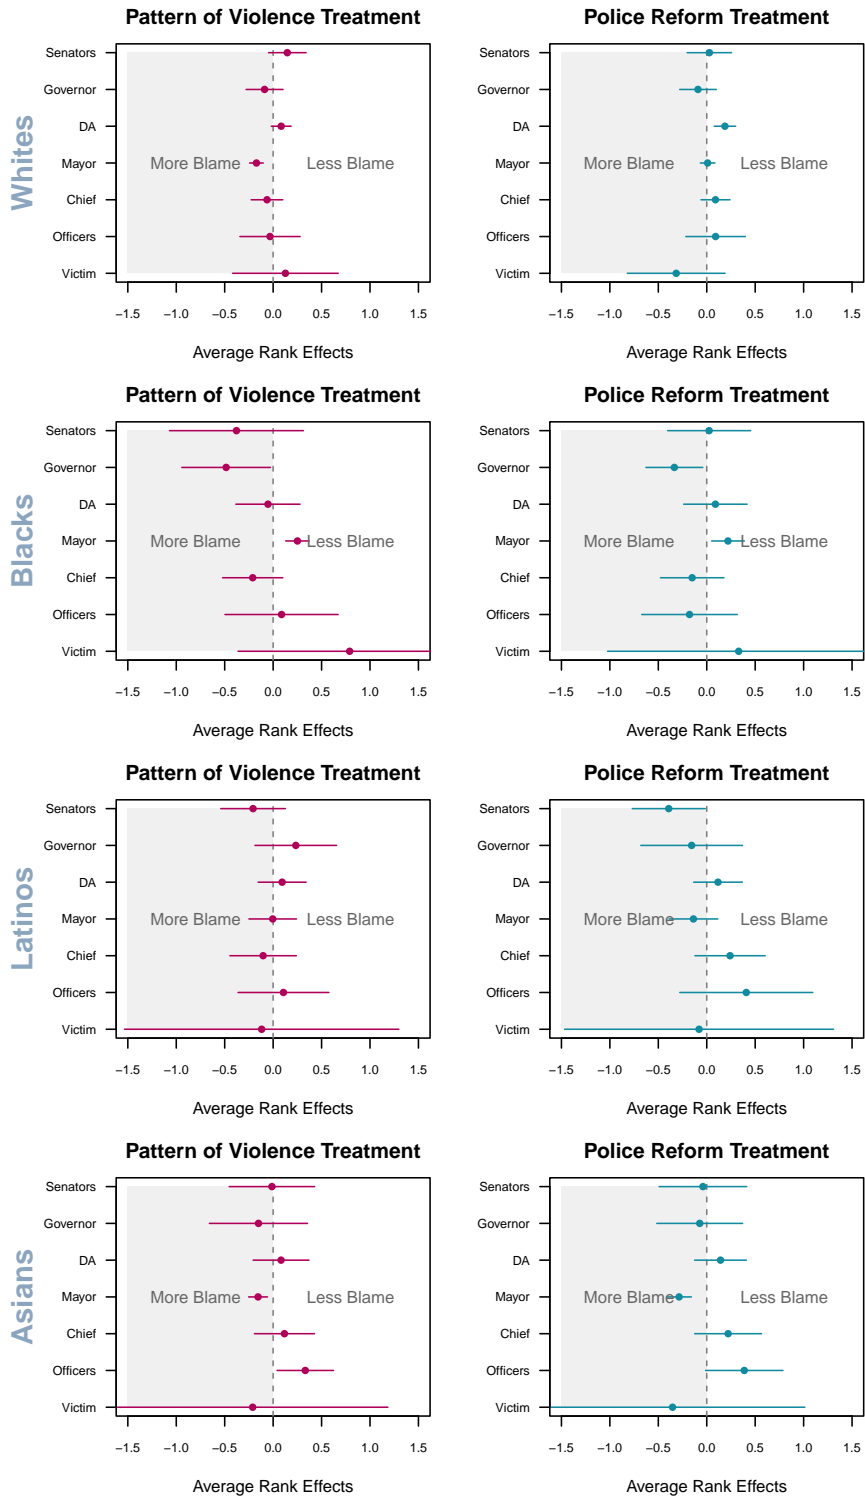 Pattern of Violence Treatment
Police Reform Treatment
Whites
Senators
Governor
DA
Mayor
Chief
Officers
Victim
More Blame
Less Blame
−1.5 −1.0 −0.5 0.0 0.5 1.0 1.5
Average Rank Effects
Senators
Governor
DA
Mayor
Chief
Officers
Victim
More Blame
Less Blame
−1.5 −1.0 −0.5 0.0 0.5 1.0 1.5
Average Rank Effects
Pattern of Violence Treatment
Police Reform Treatment
Blacks
Senators
Governor
DA
Mayor
Chief
Officers
Victim
More Blame
Less Blame
−1.5 −1.0 −0.5 0.0 0.5 1.0 1.5
Average Rank Effects
Senators
Governor
DA
Mayor
Chief
Officers
Victim
More Blame
Less Blame
−1.5 −1.0 −0.5 0.0 0.5 1.0 1.5
Average Rank Effects
Pattern of Violence Treatment
Police Reform Treatment
Latinos
Senators
Governor
DA
Mayor
Chief
Officers
Victim
More Blame
Less Blame
−1.5 −1.0 −0.5 0.0 0.5 1.0 1.5
Average Rank Effects
Senators
Governor
DA
Mayor
Chief
Officers
Victim
More Blame
Less Blame
−1.5 −1.0 −0.5 0.0 0.5 1.0 1.5
Average Rank Effects
Pattern of Violence Treatment
Police Reform Treatment
Asians
Senators
Governor
DA
Mayor
Chief
Officers
Victim
More Blame
Less Blame
−1.5 −1.0 −0.5 0.0 0.5 1.0 1.5
Average Rank Effects
Senators
Governor
DA
Mayor
Chief
Officers
Victim
More Blame
Less Blame
−1.5 −1.0 −0.5 0.0 0.5 1.0 1.5
Average Rank Effects